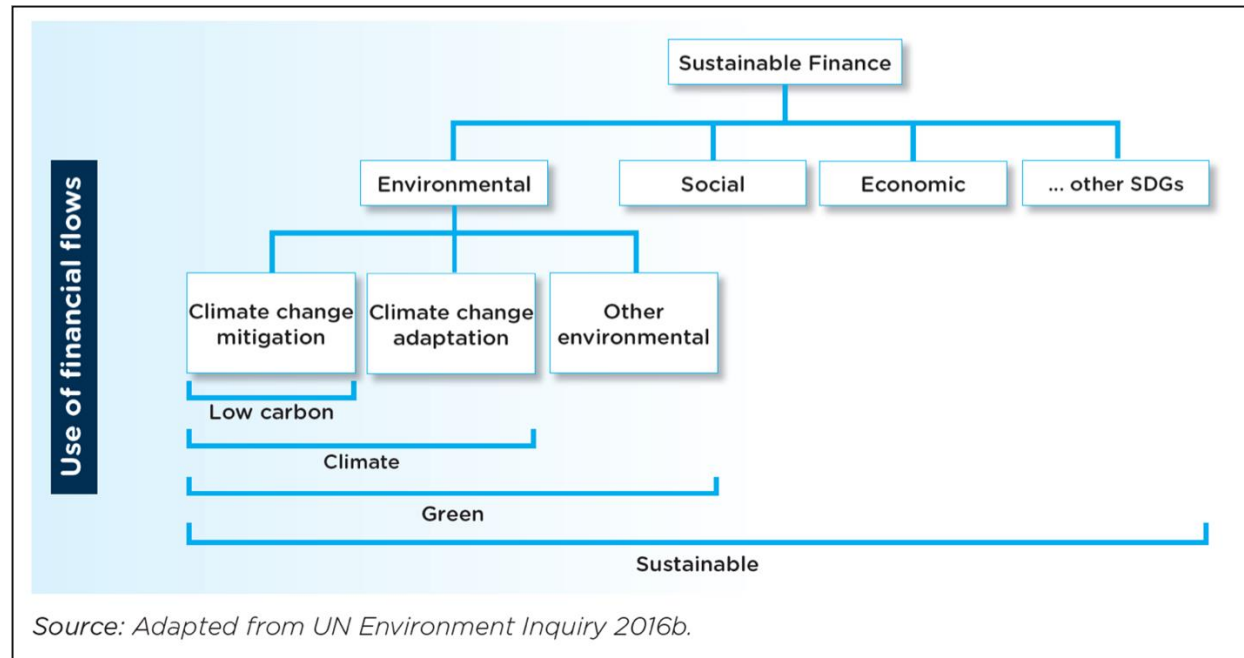 Sustainable Finance
Use of financial flows
Environmental
Social
Economic
... other SDGs
Climate change
mitigation
Climate change
adaptation
Other
environmental
Low carbon
Climate
Green
Sustainable
Source: Adapted from UN Environment Inquiry 2016b.